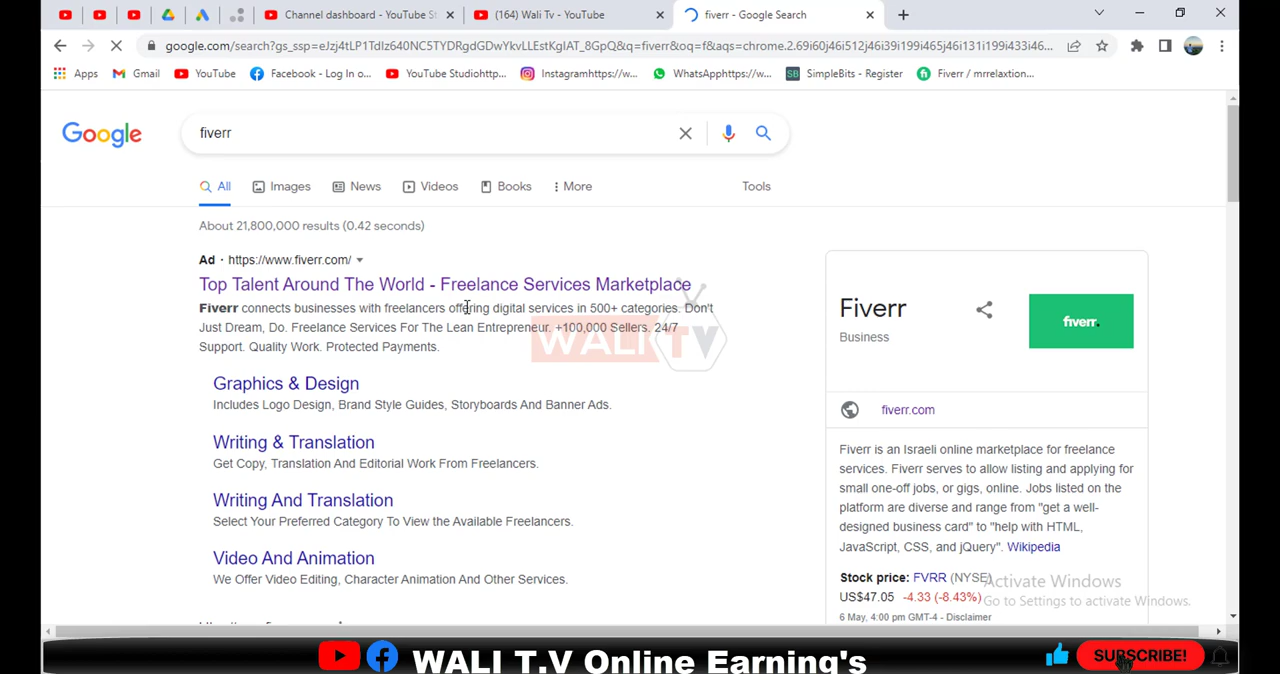 Channel dashboard - YouTube St
(164) Wali Tv - YouTube
fiverr - Google Search
google.com/search?gs_ssp=eJzj4tLP1TdIz640NC5TYDRgdGDwYkvLLEstKgIAT_8GpQ&q=fiverr&oq=f&aqs=chrome.2.69i60j46i512j46i39i199i465j46i131i199i433i46...
Apps
Gmail
YouTube
Facebook - Log In o...
YouTube Studiohttp...
Instagramhttps://w...
WhatsApphttps://w...
SB
SimpleBits - Register
Fiverr / mrrelaxtion...
Google
fiverr
All
Images
News
Videos
Books
More
Tools
About 21,800,000 results (0.42 seconds)
Ad · https://www.fiverr.com/
Top Talent Around The World - Freelance Services Marketplace
Fiverr connects businesses with freelancers offering digital services in 500+ categories. Don't
Just Dream, Do. Freelance Services For The Lean Entrepreneur. +100,000 Sellers. 24/7
Support. Quality Work. Protected Payments.
WALI TV
Graphics & Design
Includes Logo Design, Brand Style Guides, Storyboards And Banner Ads.
Writing & Translation
Get Copy, Translation And Editorial Work From Freelancers.
Writing And Translation
Select Your Preferred Category To View the Available Freelancers.
Video And Animation
We Offer Video Editing, Character Animation And Other Services.
Fiverr
Business
fiverr.
fiverr.com
Fiverr is an Israeli online marketplace for freelance
services. Fiverr serves to allow listing and applying for
small one-off jobs, or gigs, online. Jobs listed on the
platform are diverse and range from "get a well-
designed business card" to "help with HTML,
JavaScript, CSS, and jQuery". Wikipedia
Stock price: FVRR (NYSE)
US$47.05 -4.33 (-8.43%)
6 May, 4:00 pm GMT-4 - Disclaimer
Activate Windows
Go to Settings to activate Windows.
WALI T.V Online Earning's
SUBSCRIBE!